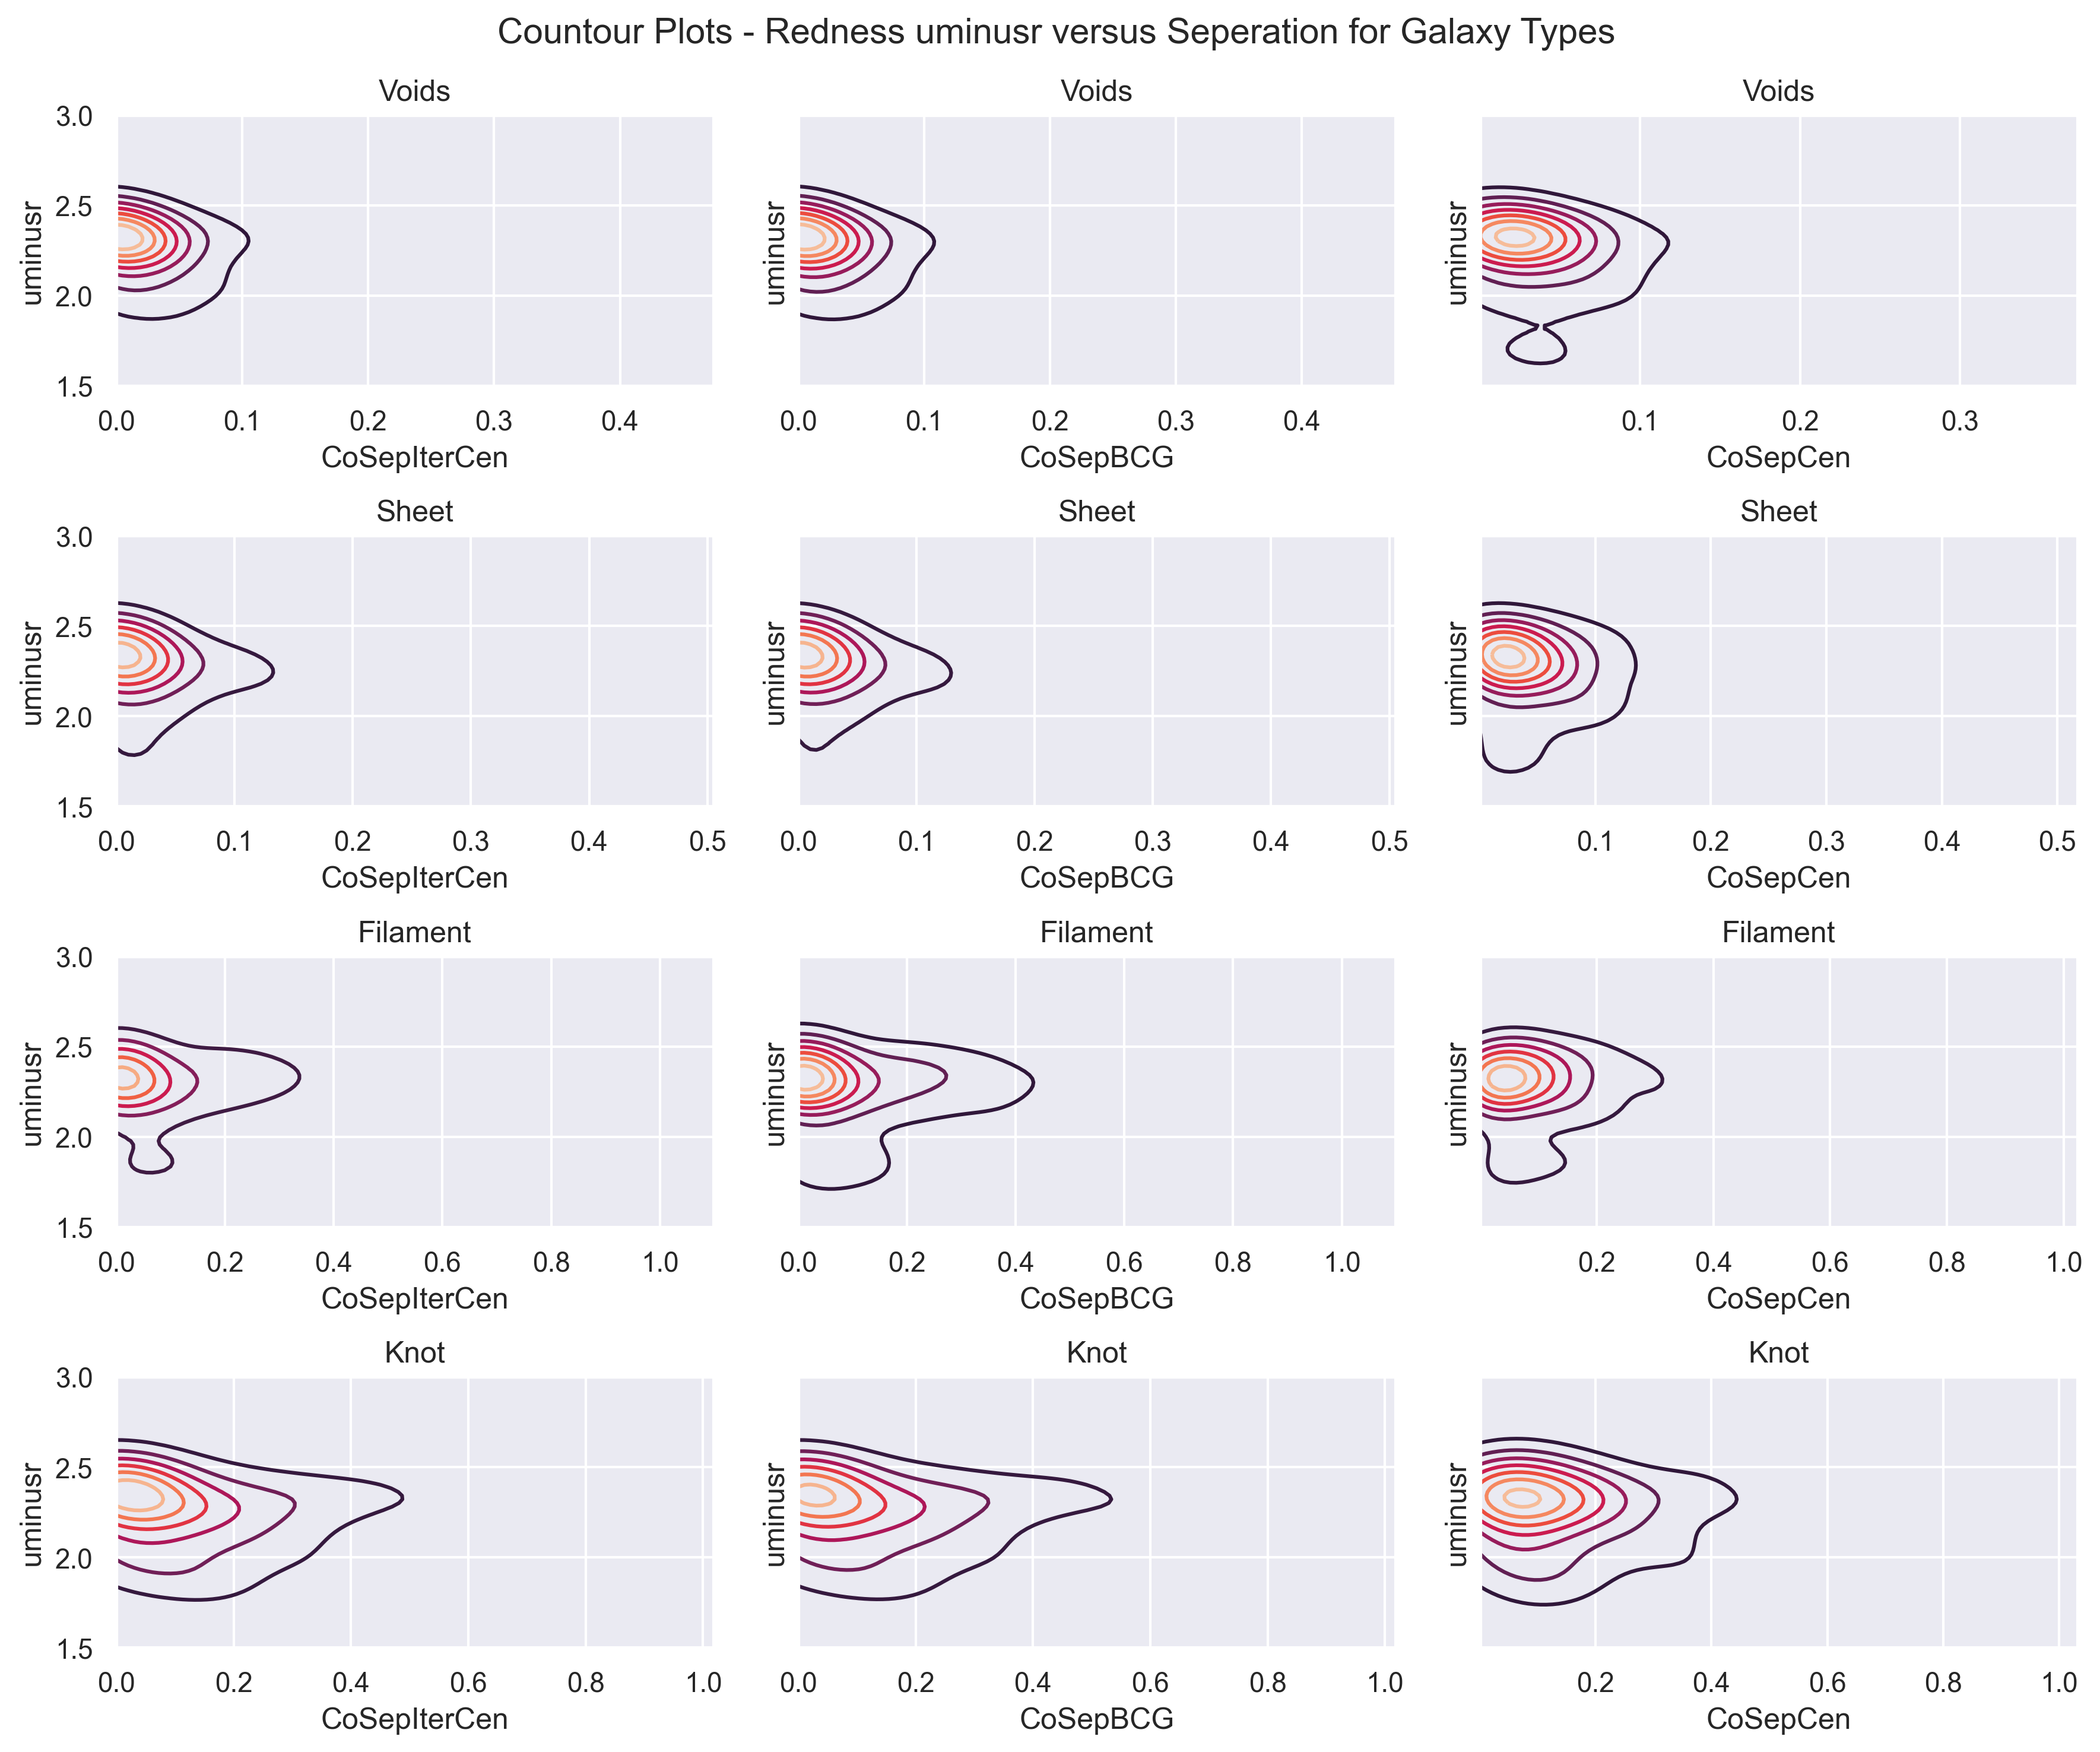 Countour Plots - Redness uminusr versus Seperation for Galaxy Types
Voids
Voids
Voids
3.0
2.5
2.0
1.5
uminusr
uminusr
uminusr
0.0 0.1 0.2 0.3 0.4
0.0 0.1 0.2 0.3 0.4
0.1 0.2 0.3
CoSepIterCen
CoSepBCG
CoSepCen
Sheet
Sheet
Sheet
3.0
2.5
2.0
1.5
uminusr
uminusr
uminusr
0.0 0.1 0.2 0.3 0.4 0.5
0.0 0.1 0.2 0.3 0.4 0.5
0.1 0.2 0.3 0.4 0.5
CoSepIterCen
CoSepBCG
CoSepCen
Filament
Filament
Filament
3.0
2.5
2.0
1.5
uminusr
uminusr
uminusr
0.0 0.2 0.4 0.6 0.8 1.0
0.0 0.2 0.4 0.6 0.8 1.0
0.2 0.4 0.6 0.8 1.0
CoSepIterCen
CoSepBCG
CoSepCen
Knot
Knot
Knot
3.0
2.5
2.0
1.5
uminusr
uminusr
uminusr
0.0 0.2 0.4 0.6 0.8 1.0
0.0 0.2 0.4 0.6 0.8 1.0
0.2 0.4 0.6 0.8 1.0
CoSepIterCen
CoSepBCG
CoSepCen